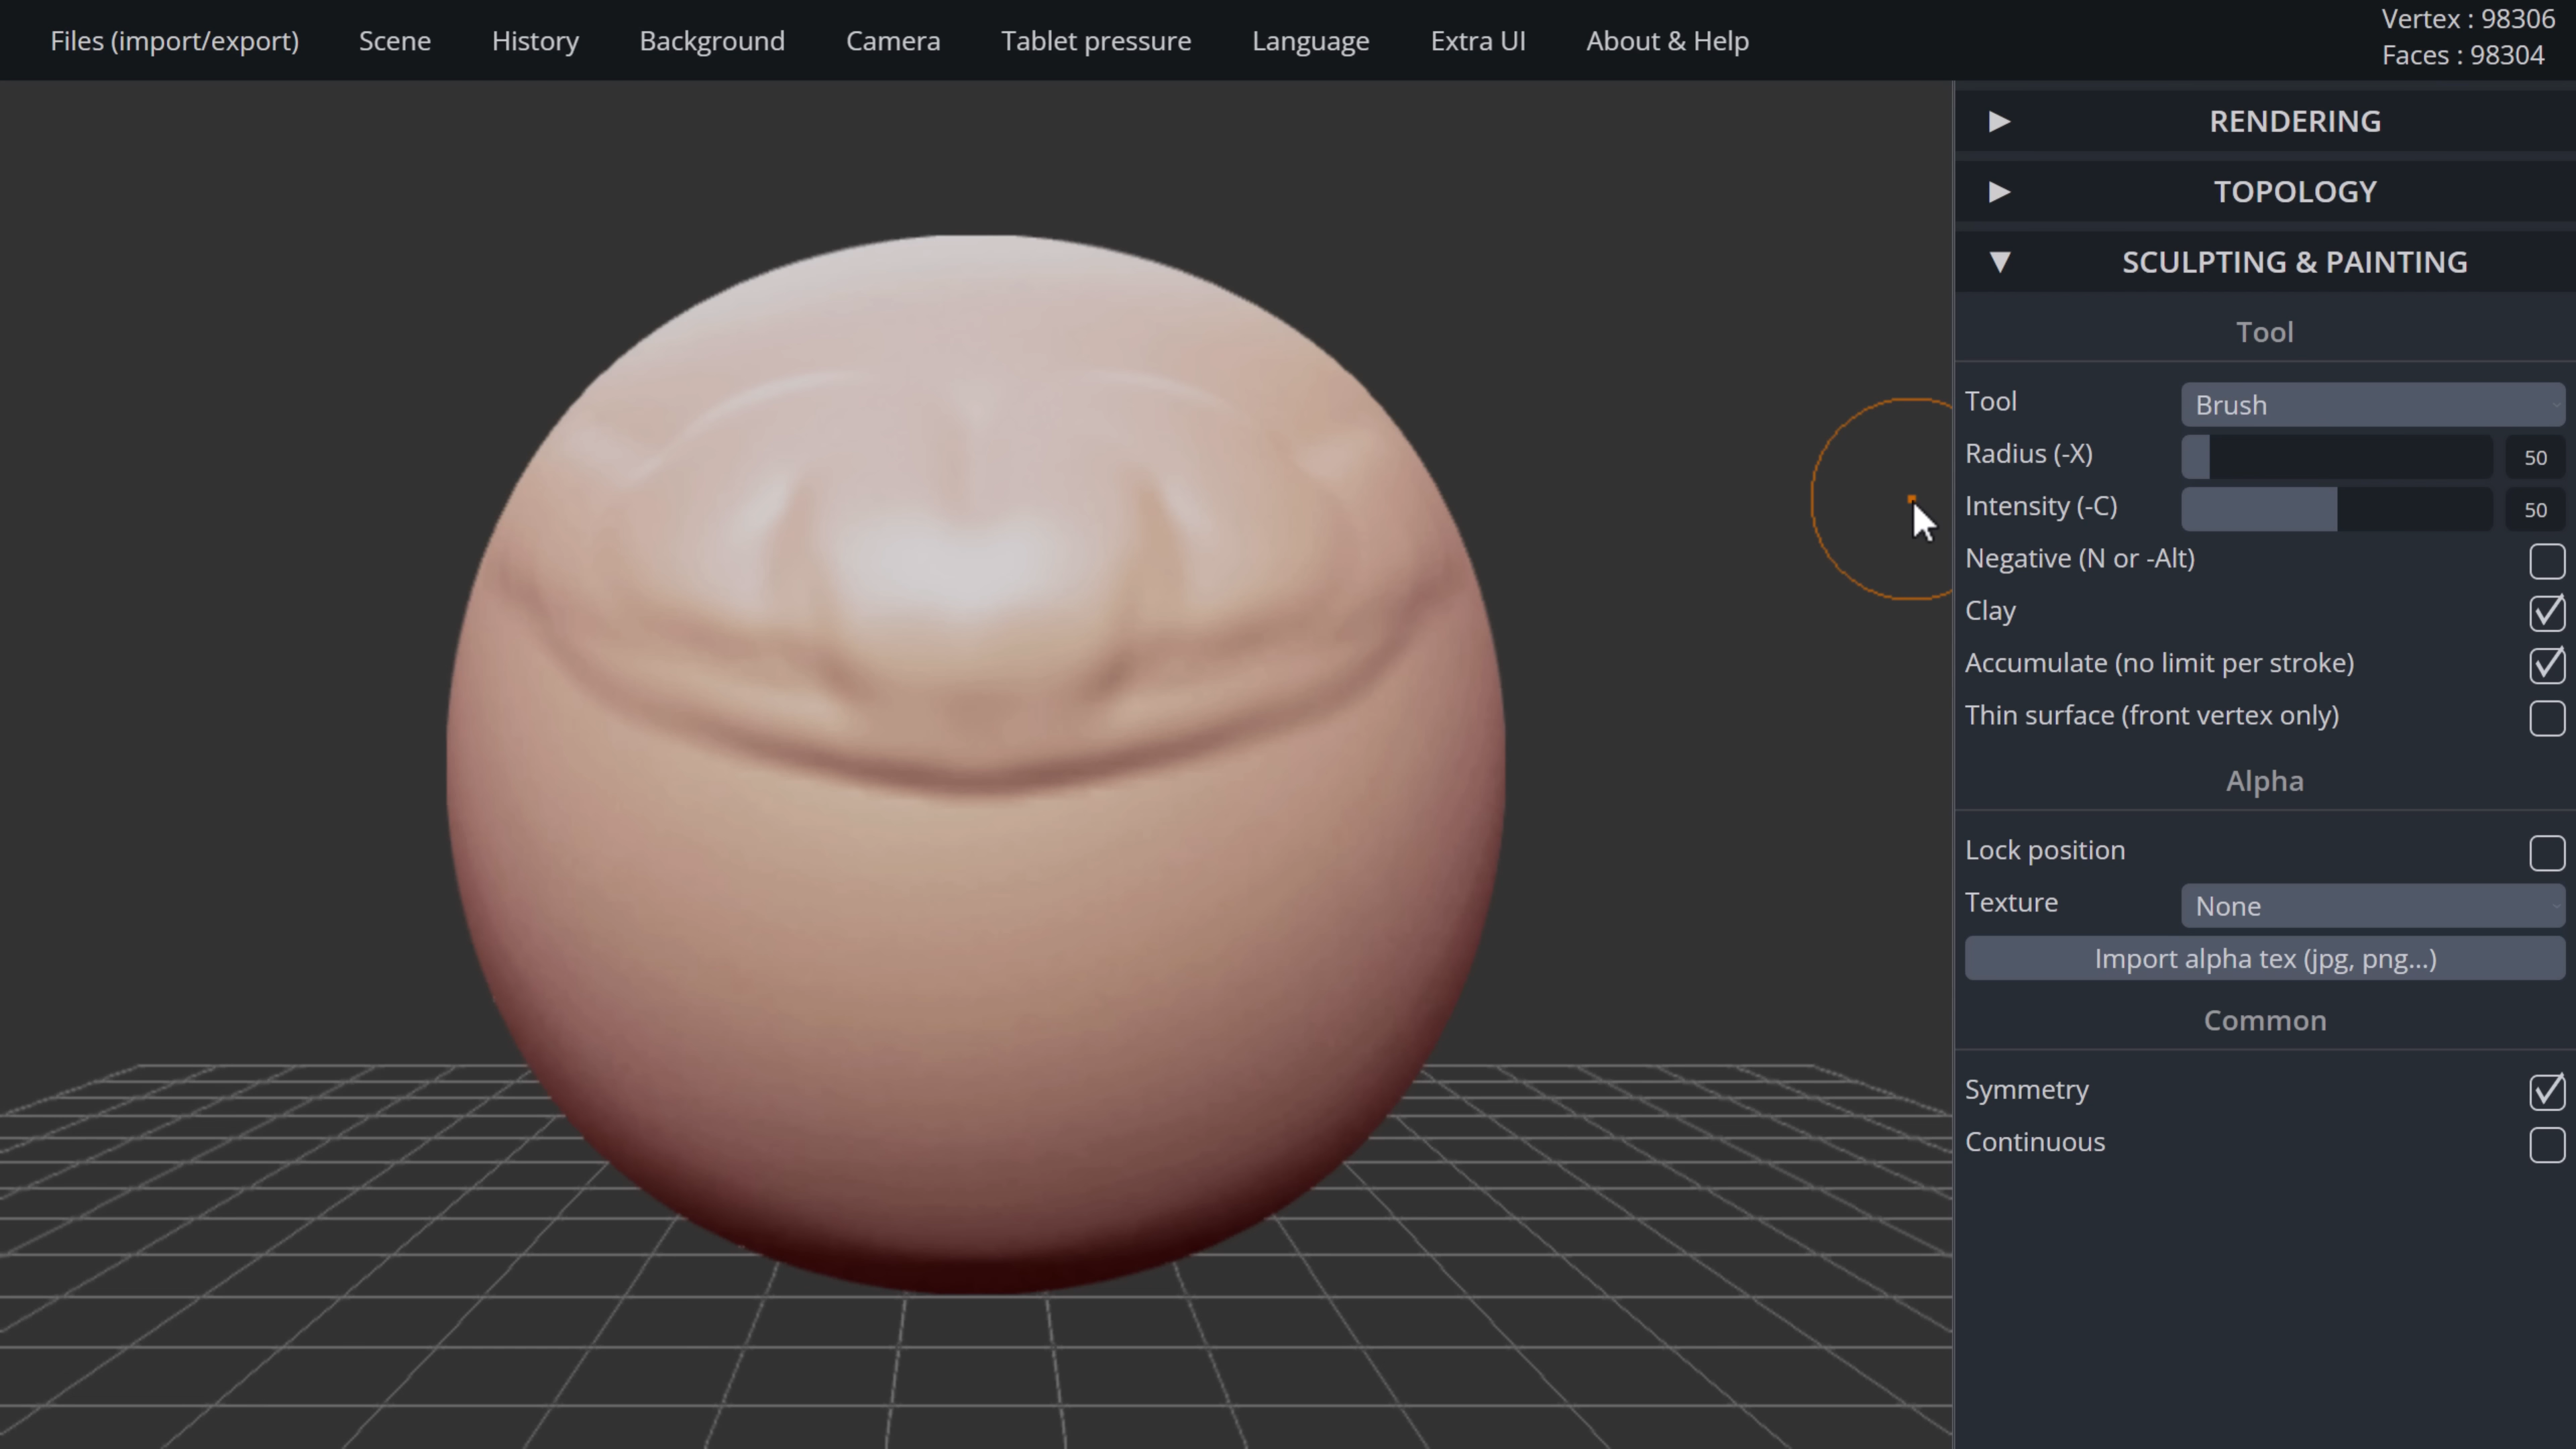 Files (import/export) Scene History Background Camera Tablet pressure Language Extra UI About & Help
Vertex : 98306
Faces : 98304
RENDERING
TOPOLOGY
SCULPTING & PAINTING
Tool
Tool Brush
Radius (-X) 50
Intensity (-C) 50
Negative (N or -Alt)
Clay
Accumulate (no limit per stroke)
Thin surface (front vertex only)
Alpha
Lock position
Texture None
Import alpha tex (jpg, png...)
Common
Symmetry
Continuous